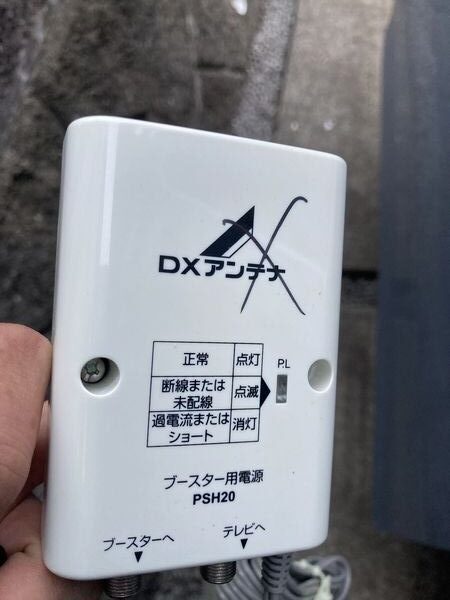 DXアンテナ
正常 点灯
断線または
未配線 点滅
過電流または
ショート 消灯
PL
ブースター用電源
PSH20
ブースターへ テレビへ